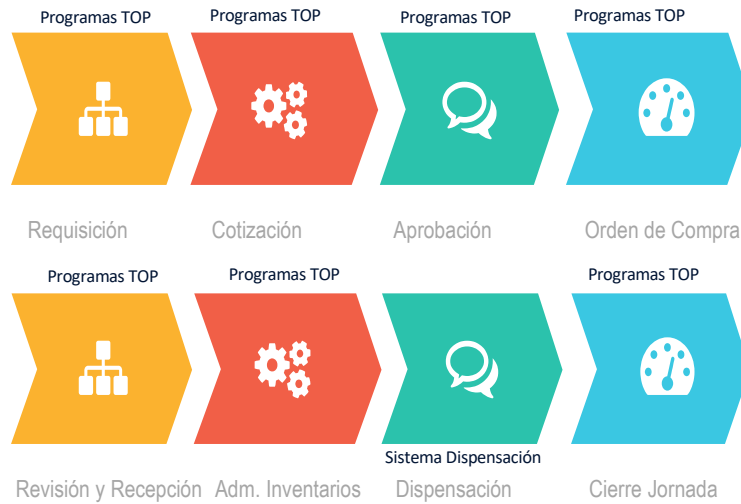 Programas TOP
Programas TOP
Programas TOP
Programas TOP
Requisición
Cotización
Aprobación
Orden de Compra
Programas TOP
Programas TOP
Programas TOP
Sistema Dispensación
Revisión y Recepción
Adm. Inventarios
Dispensación
Cierre Jornada